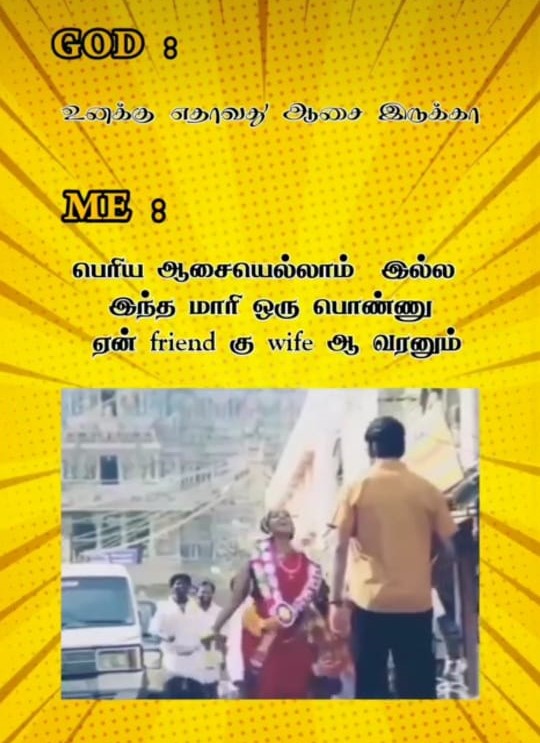 GOD :
உனக்கு எதாவது ஆசை இருக்கா
ME :
பெரிய ஆசையெல்லாம் இல்ல
இந்த மாரி ஒரு பொண்ணு
ஏன் friend கு wife ஆ வரனும்